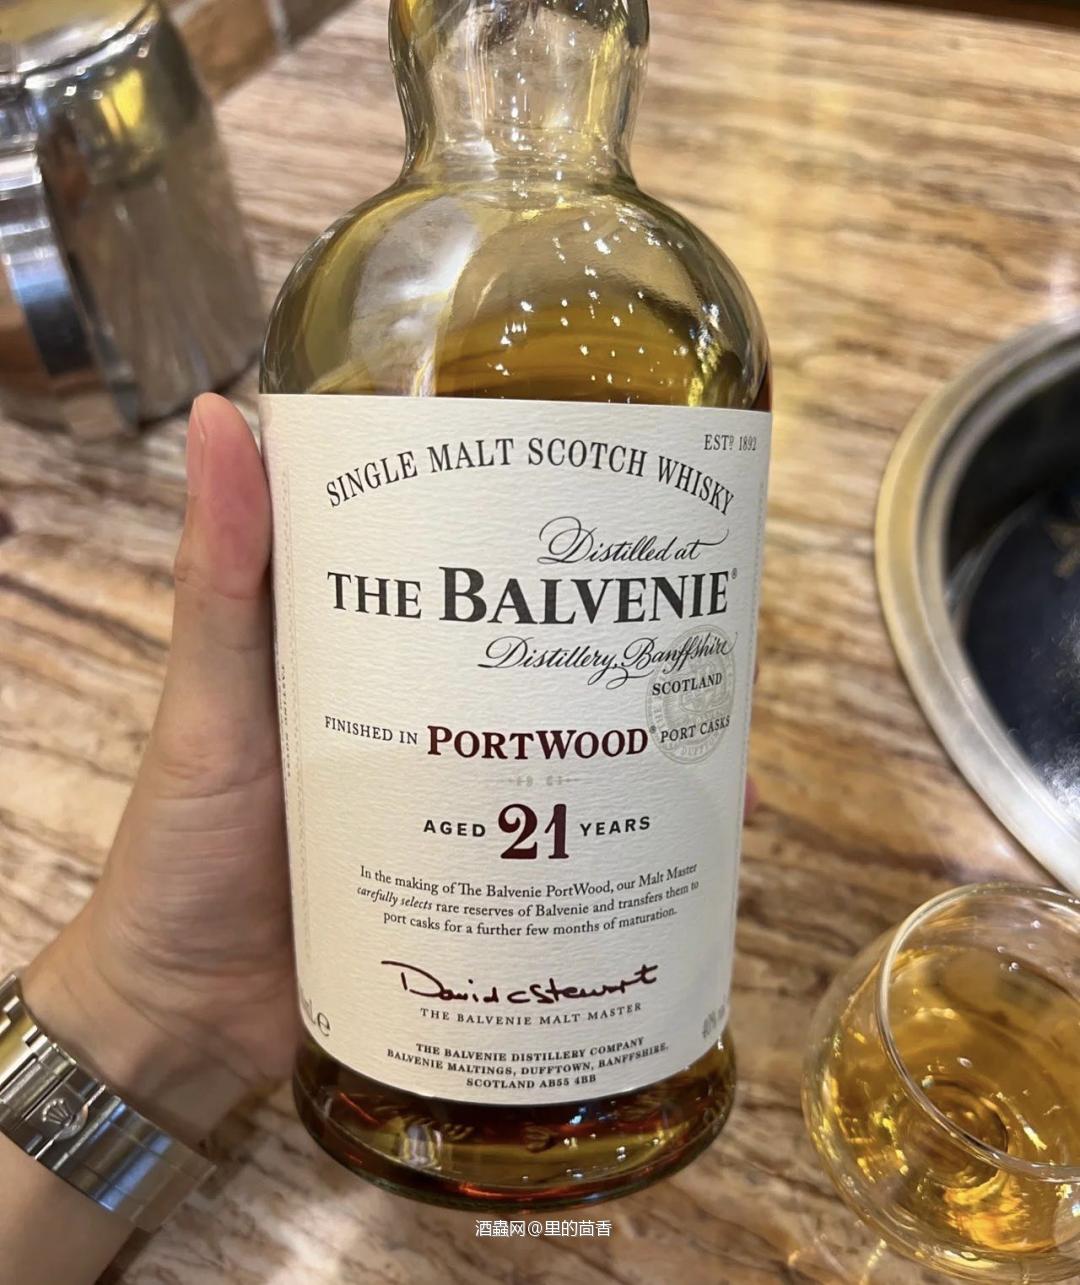 ESTD 1892
SINGLE MALT SCOTCH WHISKY
Distilled at
THE BALVENIE®
Distillery, Banffshire
SCOTLAND
FINISHED IN PORTWOOD® PORT CASKS
AGED 21 YEARS
In the making of The Balvenie PortWood, our Malt Master
carefully selects rare reserves of Balvenie and transfers them to
port casks for a further few months of maturation.
David C Stewart
THE BALVENIE MALT MASTER
THE BALVENIE DISTILLERY COMPANY
BALVENIE MALTINGS, DUFFTOWN, BANFFSHIRE,
SCOTLAND AB55 4BB
酒蟲网@里的茴香